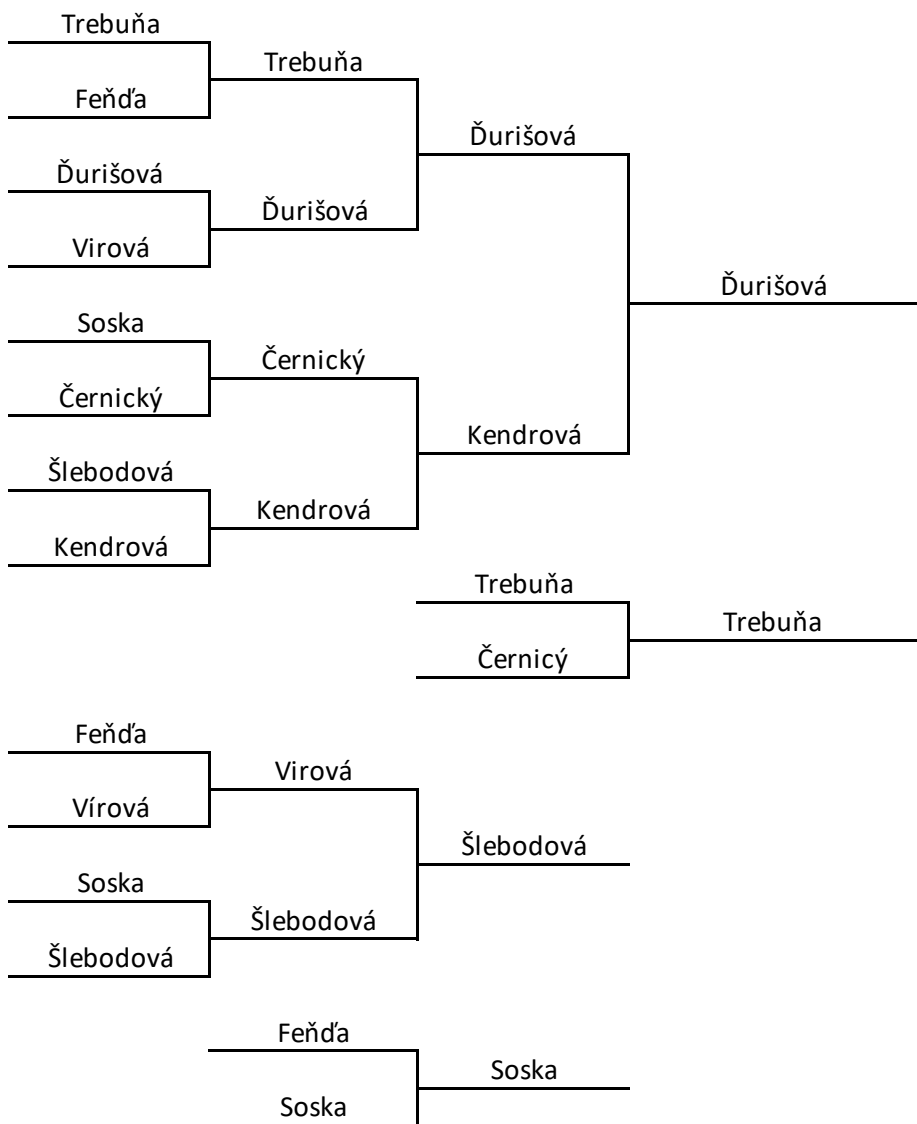 Trebuňa
Trebuňa
Feňďa
Ďurišová
Ďurišová
Ďurišová
Virová
Ďurišová
Soska
Černický
Černický
Kendrová
Šlebodová
Kendrová
Kendrová
Trebuňa
Trebuňa
Černicý
Feňďa
Virová
Vírová
Šlebodová
Soska
Šlebodová
Šlebodová
Feňďa
Soska
Soska